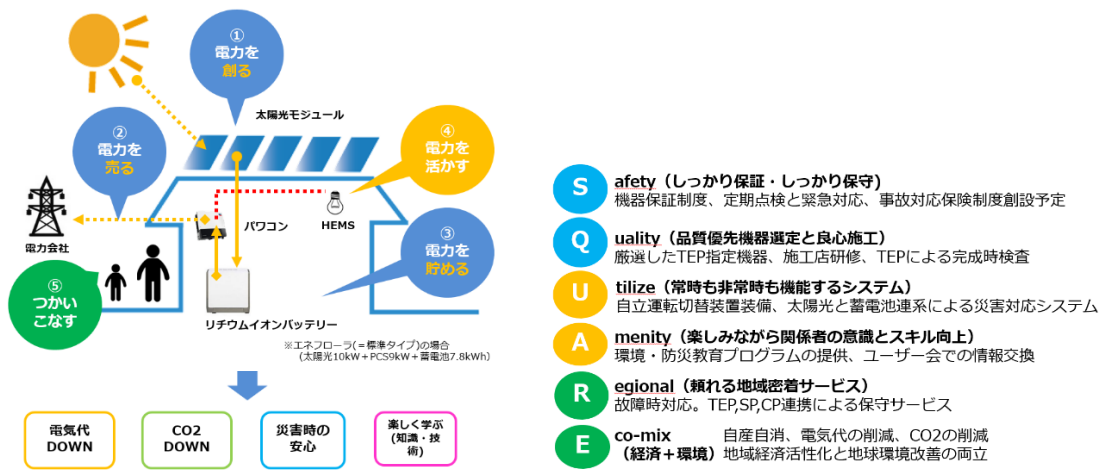 ①
電力を
創る
太陽光モジュール
②
電力を
売る
④
電力を
活かす
電力会社
パワコン
HEMS
③
電力を
貯める
⑤
つかい
こなす
リチウムイオンバッテリー
※エネフローラ(=標準タイプ)の場合
(太陽光10kW+PCS9kW+蓄電池7.8kWh)
電気代
DOWN
CO2
DOWN
災害時の
安心
楽しく学ぶ
(知識・技
術)
S afety(しっかり保証・しっかり保守)
機器保証制度、定期点検と緊急対応、事故対応保険制度創設予定
Q uality(品質優先機器選定と良心施工)
厳選したTEP指定機器、施工店研修、TEPによる完成時検査
U tilize(常時も非常時も機能するシステム)
自立運転切替装置装備、太陽光と蓄電池連系による災害対応システム
A menity(楽しみながら関係者の意識とスキル向上)
環境・防災教育プログラムの提供、ユーザー会での情報交換
R egional(頼れる地域密着サービス)
故障時対応。TEP,SP,CP連携による保守サービス
E co-mix 自産自消、電気代の削減、CO2の削減
(経済+環境)地域経済活性化と地球環境改善の両立